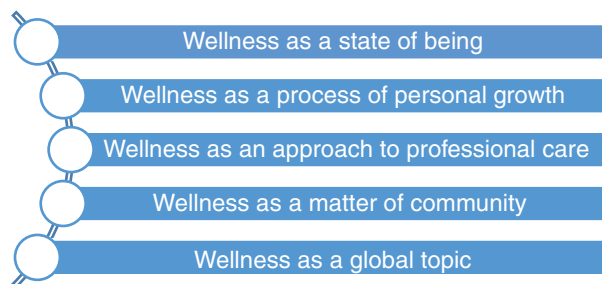 Wellness as a state of being
Wellness as a process of personal growth
Wellness as an approach to professional care
Wellness as a matter of community
Wellness as a global topic